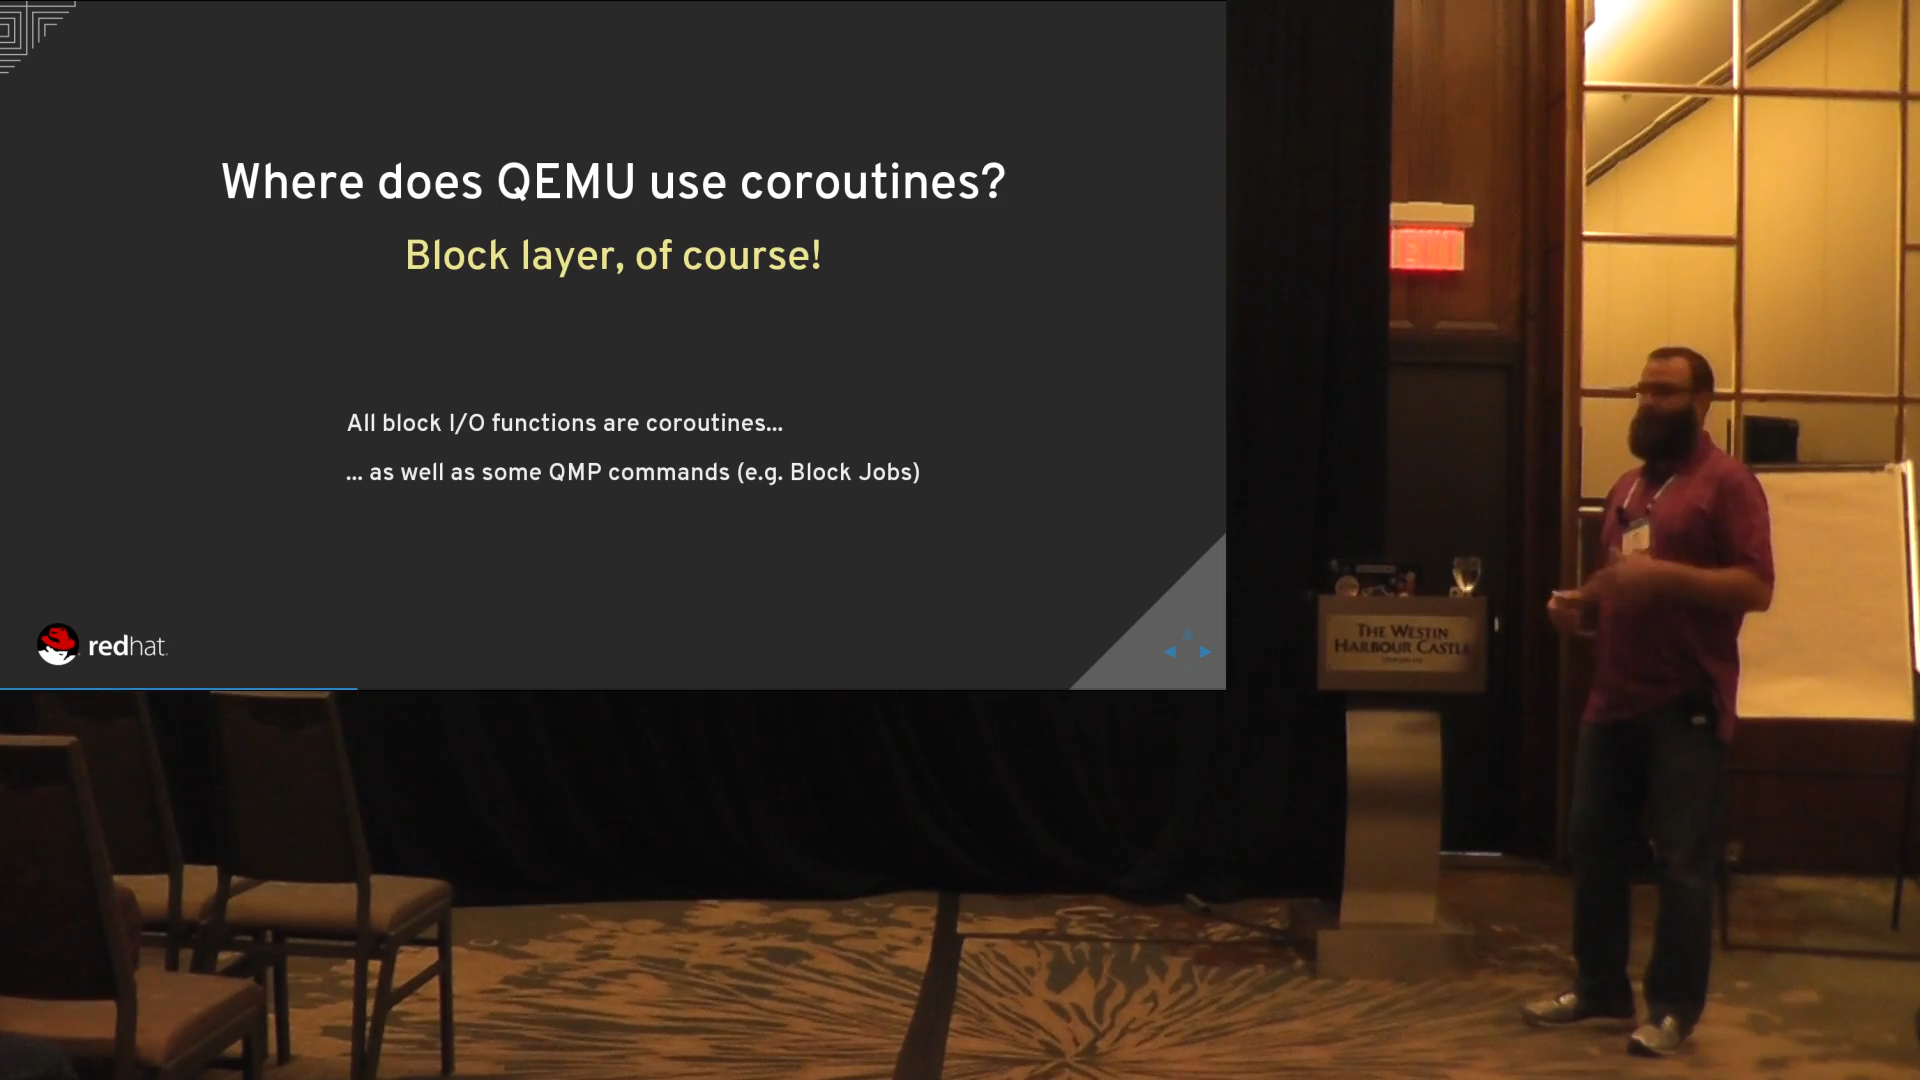 Where does QEMU use coroutines?
Block layer, of course!
All block I/O functions are coroutines...
... as well as some QMP commands (e.g. Block Jobs)
redhat.
THE WESTIN
HARBOUR CASTLE